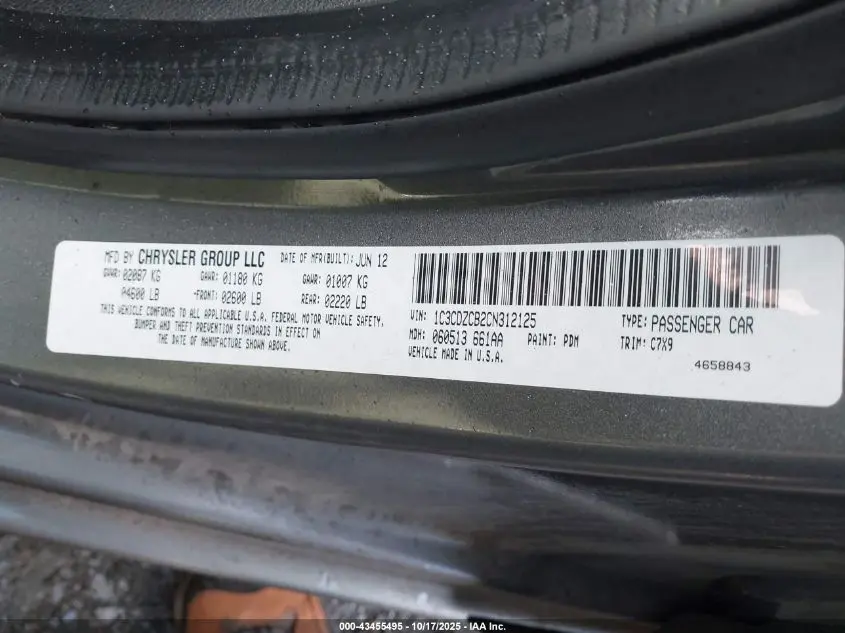 MFD BY CHRYSLER GROUP LLC DATE OF MFR(BUILT): JUN 12
GVWR: 02087 KG GAWR: 01180 KG GAWR: 01007 KG
04600 LB -FRONT: 02600 LB REAR: 02220 LB
THIS VEHICLE CONFORMS TO ALL APPLICABLE U.S.A. FEDERAL MOTOR VEHICLE SAFETY,
BUMPER AND THEFT PREVENTION STANDARDS IN EFFECT ON
THE DATE OF MANUFACTURE SHOWN ABOVE.
VIN: 1C3CDZCB2CN312125 TYPE: PASSENGER CAR
MDH: 060513 661AA PAINT: PDM TRIM: C7X9
VEHICLE MADE IN U.S.A. 4658843
000-43455495 - 10/17/2025 - IAA Inc.